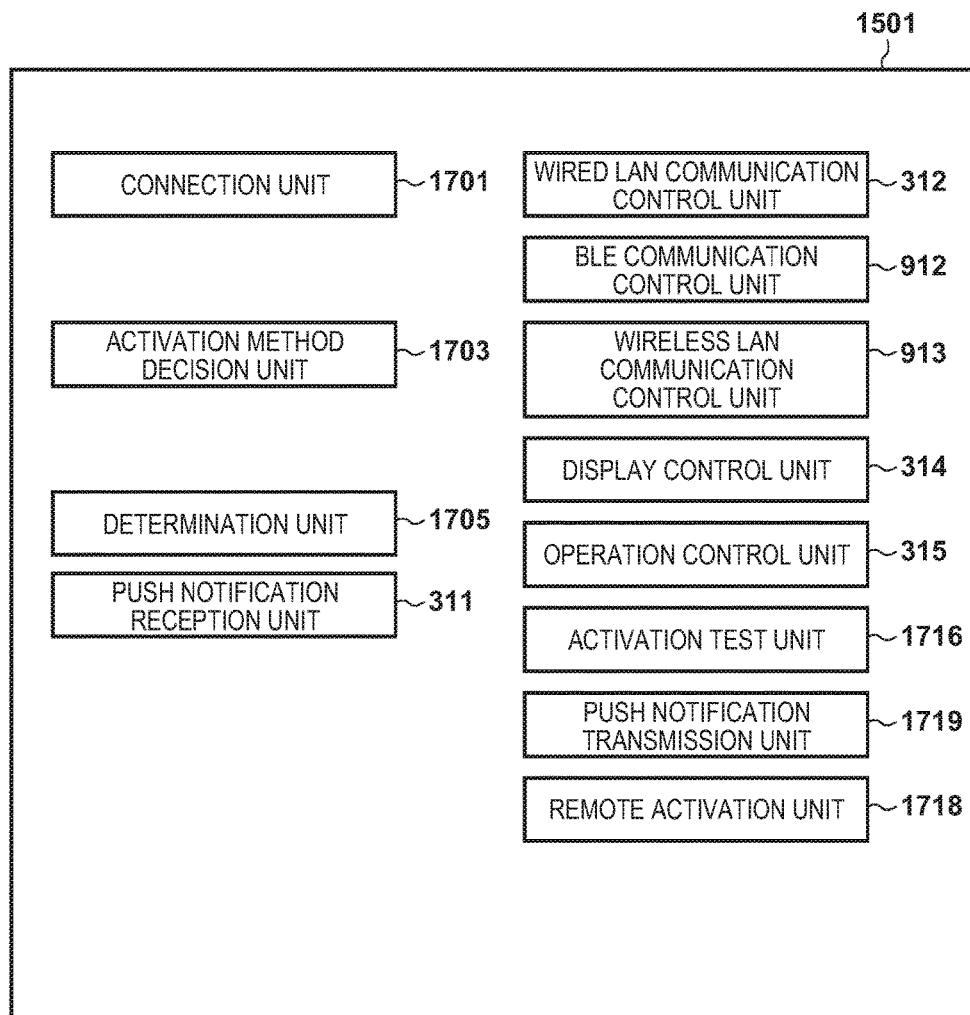 1501
CONNECTION UNIT
1701
ACTIVATION METHOD
DECISION UNIT
1703
DETERMINATION UNIT
1705
PUSH NOTIFICATION
RECEPTION UNIT
311
WIRED LAN COMMUNICATION
CONTROL UNIT
312
BLE COMMUNICATION
CONTROL UNIT
912
WIRELESS LAN
COMMUNICATION
CONTROL UNIT
913
DISPLAY CONTROL UNIT
314
OPERATION CONTROL UNIT
315
ACTIVATION TEST UNIT
1716
PUSH NOTIFICATION
TRANSMISSION UNIT
1719
REMOTE ACTIVATION UNIT
1718